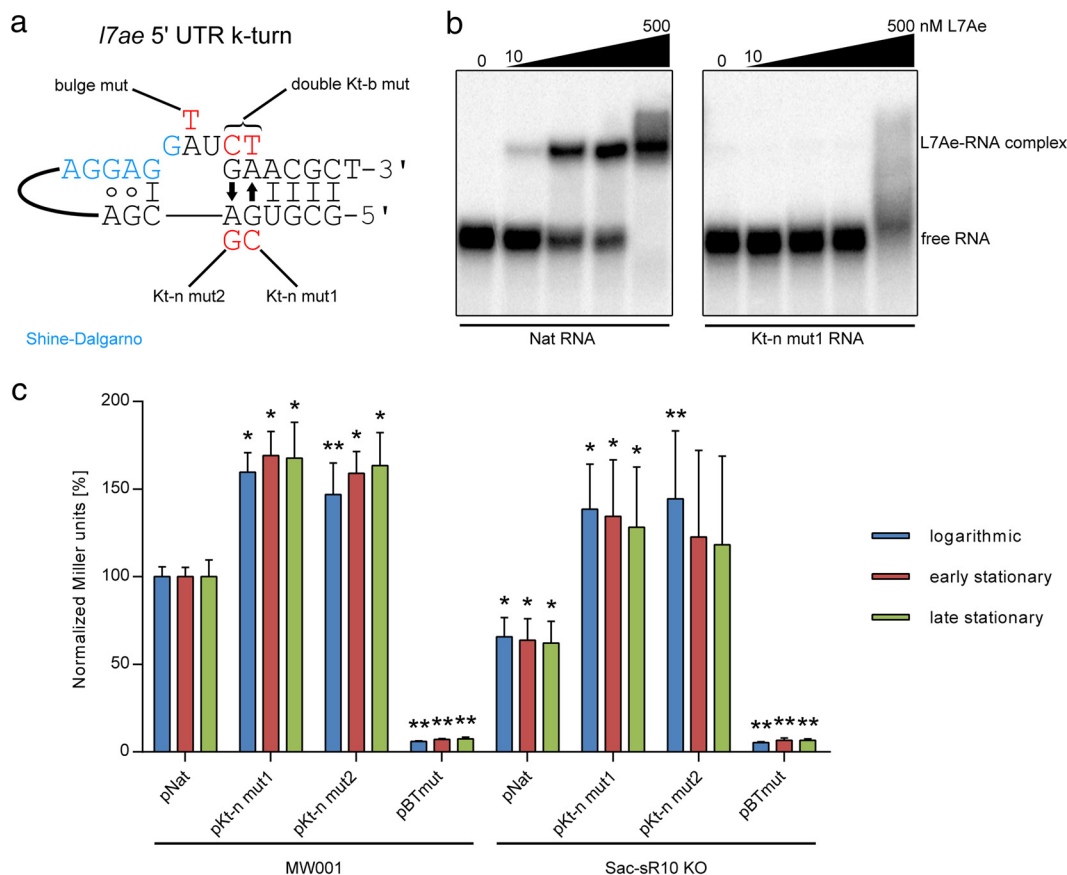 a
l7ae 5' UTR k-turn
bulge mut
double Kt-b mut
T
GAUCT
AGGAG
GAACGCT-3'
AGC
AGUGCG-5'
GC
Kt-n mut2
Kt-n mut1
Shine-Dalgarno
b
0
10
500
nM L7Ae
0
10
500
L7Ae-RNA complex
free RNA
Nat RNA
Kt-n mut1 RNA
c
Normalized Miller units [%]
200
150
100
50
0
* * *
** * *
** ** **
* * *
* * *
**
** ** **
pNat
pKt-n mut1
pKt-n mut2
pBTmut
pNat
pKt-n mut1
pKt-n mut2
pBTmut
MW001
Sac-sR10 KO
logarithmic
early stationary
late stationary